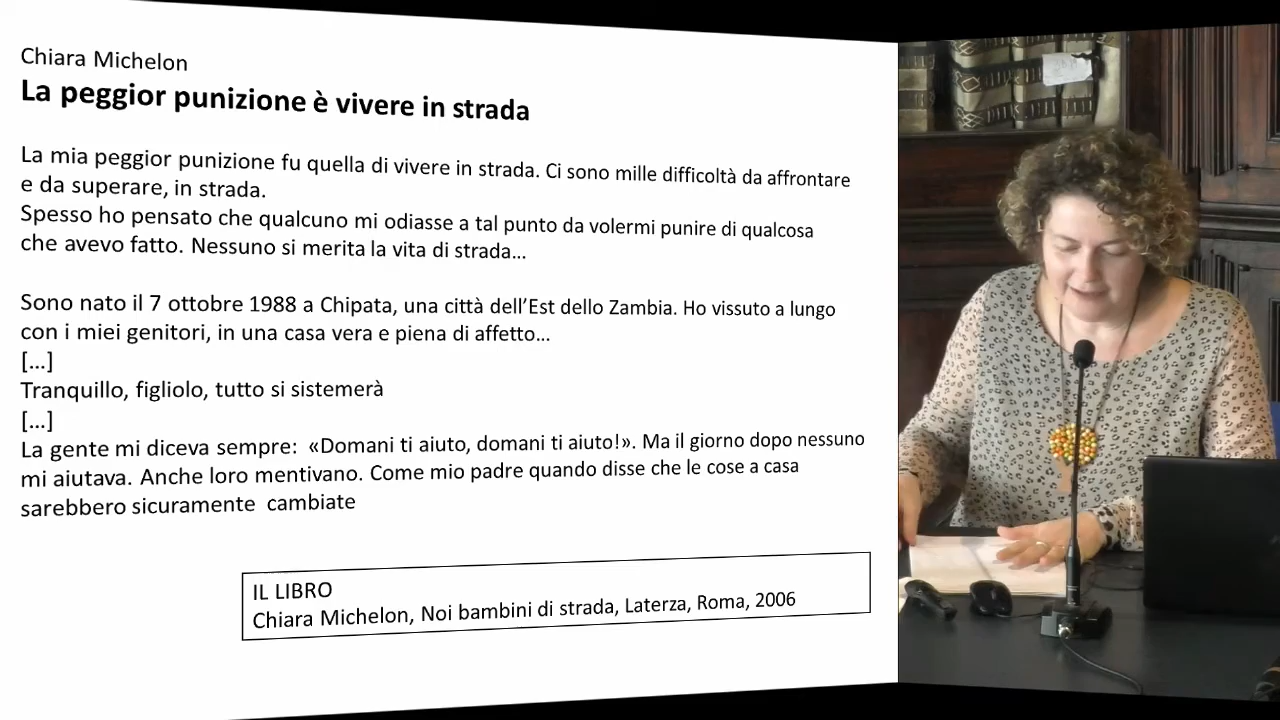 Chiara Michelon
La peggior punizione è vivere in strada
La mia peggior punizione fu quella di vivere in strada. Ci sono mille difficoltà da affrontare
e da superare, in strada.
Spesso ho pensato che qualcuno mi odiasse a tal punto da volermi punire di qualcosa
che avevo fatto. Nessuno si merita la vita di strada…
Sono nato il 7 ottobre 1988 a Chipata, una città dell’Est dello Zambia. Ho vissuto a lungo
con i miei genitori, in una casa vera e piena di affetto…
[…]
Tranquillo, figliolo, tutto si sistemerà
[…]
La gente mi diceva sempre:  «Domani ti aiuto, domani ti aiuto!». Ma il giorno dopo nessuno
mi aiutava. Anche loro mentivano. Come mio padre quando disse che le cose a casa
sarebbero sicuramente  cambiate
IL LIBRO
Chiara Michelon, Noi bambini di strada, Laterza, Roma, 2006